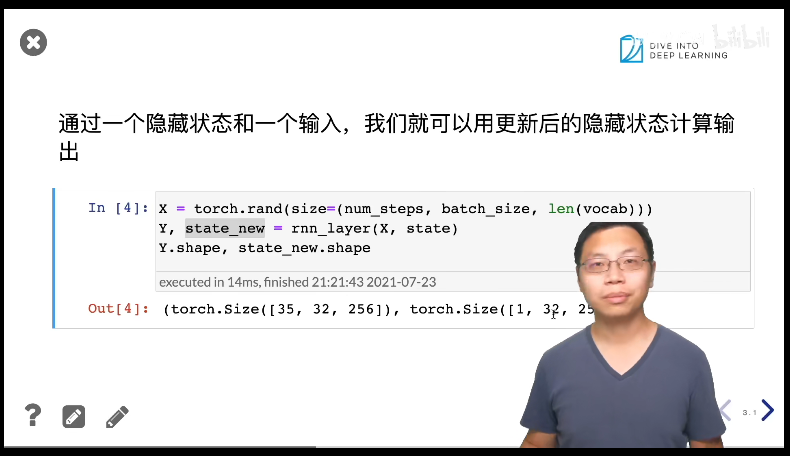 bilibili
DIVE INTO
DEEP LEARNING
通过一个隐藏状态和一个输入，我们就可以用更新后的隐藏状态计算输
出
In [4]: X = torch.rand(size=(num_steps, batch_size, len(vocab)))
Y, state_new = rnn_layer(X, state)
Y.shape, state_new.shape
executed in 14ms, finished 21:21:43 2021-07-23
Out[4]: (torch.Size([35, 32, 256]), torch.Size([1, 32, 25
?
3.1